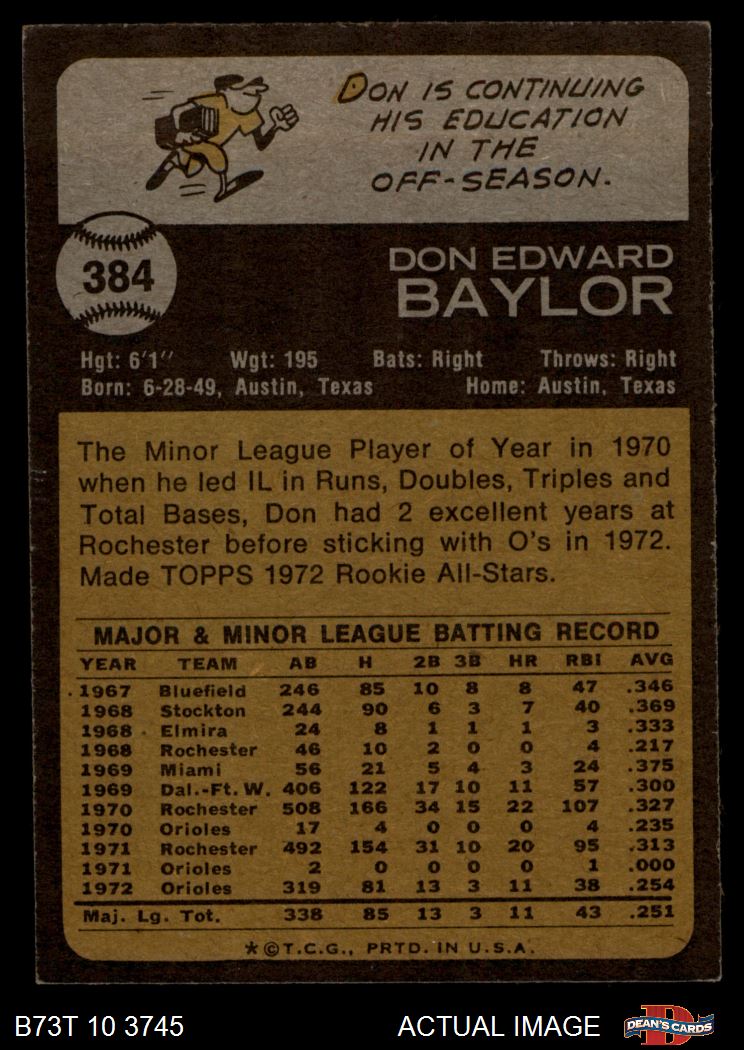 DON IS CONTINUING
HIS EDUCATION
IN THE
OFF-SEASON.
384
DON EDWARD
BAYLOR
Hgt: 6'1" Wgt: 195 Bats: Right Throws: Right
Born: 6-28-49, Austin, Texas Home: Austin, Texas
The Minor League Player of Year in 1970
when he led IL in Runs, Doubles, Triples and
Total Bases, Don had 2 excellent years at
Rochester before sticking with O's in 1972.
Made TOPPS 1972 Rookie All-Stars.
MAJOR & MINOR LEAGUE BATTING RECORD
YEAR TEAM AB H 2B 3B HR RBI AVG
1967 Bluefield 246 85 10 8 8 47 .346
1968 Stockton 244 90 6 3 7 40 .369
1968 Elmira 24 8 1 1 1 3 .333
1968 Rochester 46 10 2 0 0 4 .217
1969 Miami 56 21 5 4 3 24 .375
1969 Dal.-Ft. W. 406 122 17 10 11 57 .300
1970 Rochester 508 166 34 15 22 107 .327
1970 Orioles 17 4 0 0 0 4 .235
1971 Rochester 492 154 31 10 20 95 .313
1971 Orioles 2 0 0 0 0 1 .000
1972 Orioles 319 81 13 3 11 38 .254
Maj. Lg. Tot. 338 85 13 3 11 43 .251
*©T.C.G., PRTD. IN U.S.A.
B73T 10 3745 ACTUAL IMAGE
D
DEAN'S CARDS